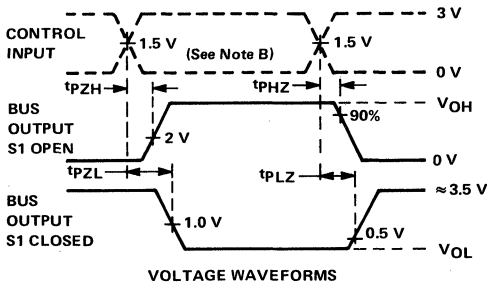 3 V
CONTROL INPUT
1.5 V
(See Note B)
1.5 V
0 V
tPZH
tPHZ
VOH
BUS OUTPUT S1 OPEN
90%
2 V
0 V
tPZL
tPLZ
≈3.5 V
BUS OUTPUT S1 CLOSED
1.0 V
0.5 V
VOL
VOLTAGE WAVEFORMS